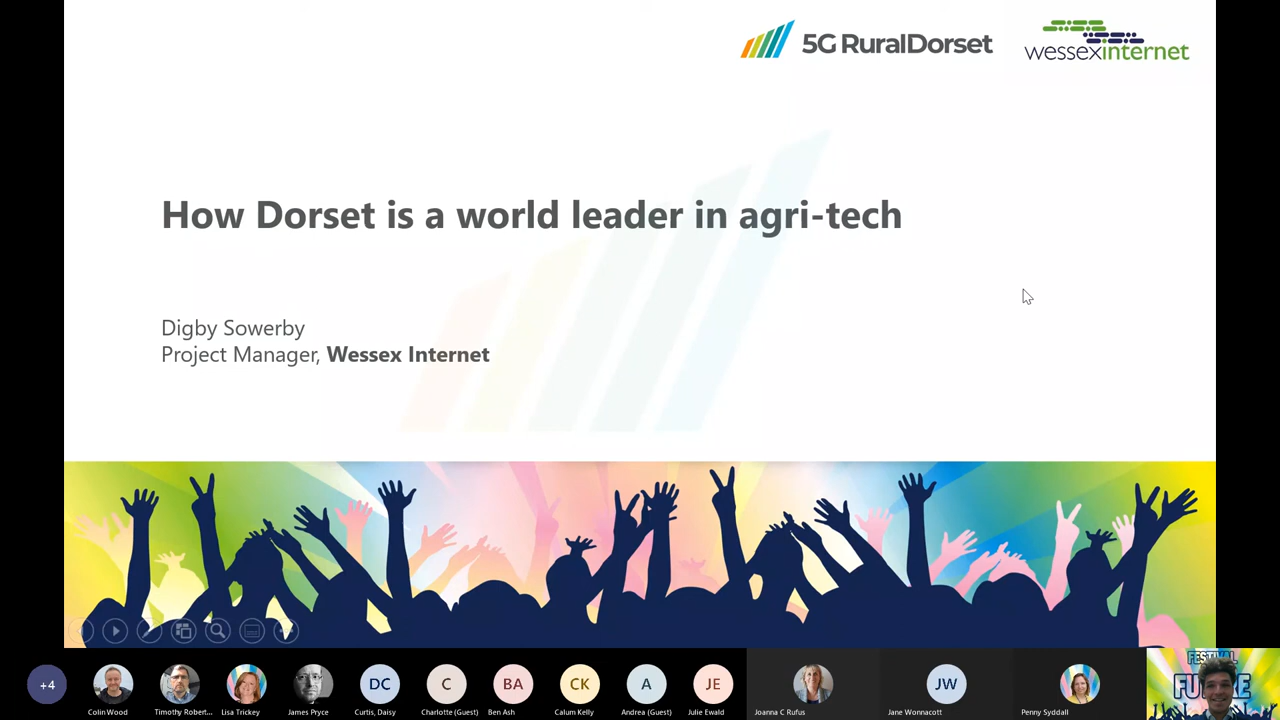 5G RuralDorset
wessexinternet
How Dorset is a world leader in agri-tech
Digby Sowerby
Project Manager, Wessex Internet
+4
DC
C
BA
CK
A
JE
JW
FESTIVAL
Colin Wood
Timothy Robert...
Lisa Trickey
James Pryce
Curtis, Daisy
Charlotte (Guest)
Ben Ash
Calum Kelly
Andrea (Guest)
Julie Ewald
Joanna C Rufus
Jane Wonnacott
Penny Syddall